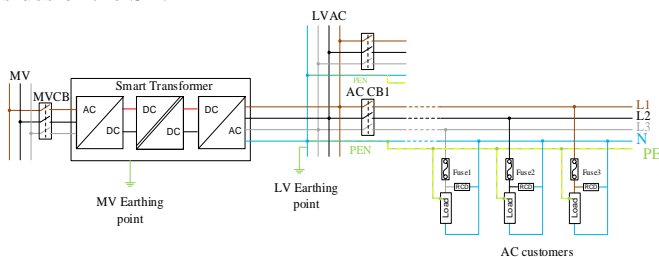 LVAC
MV
MVCB
Smart Transformer
AC
DC
DC
DC
DC
AC
PEN
AC CB1
L1
L2
L3
N
PEN
PE
MV Earthing
point
LV Earthing
point
Fuse1
RCD
Load
Fuse2
RCD
Load
Fuse3
RCD
Load
AC customers